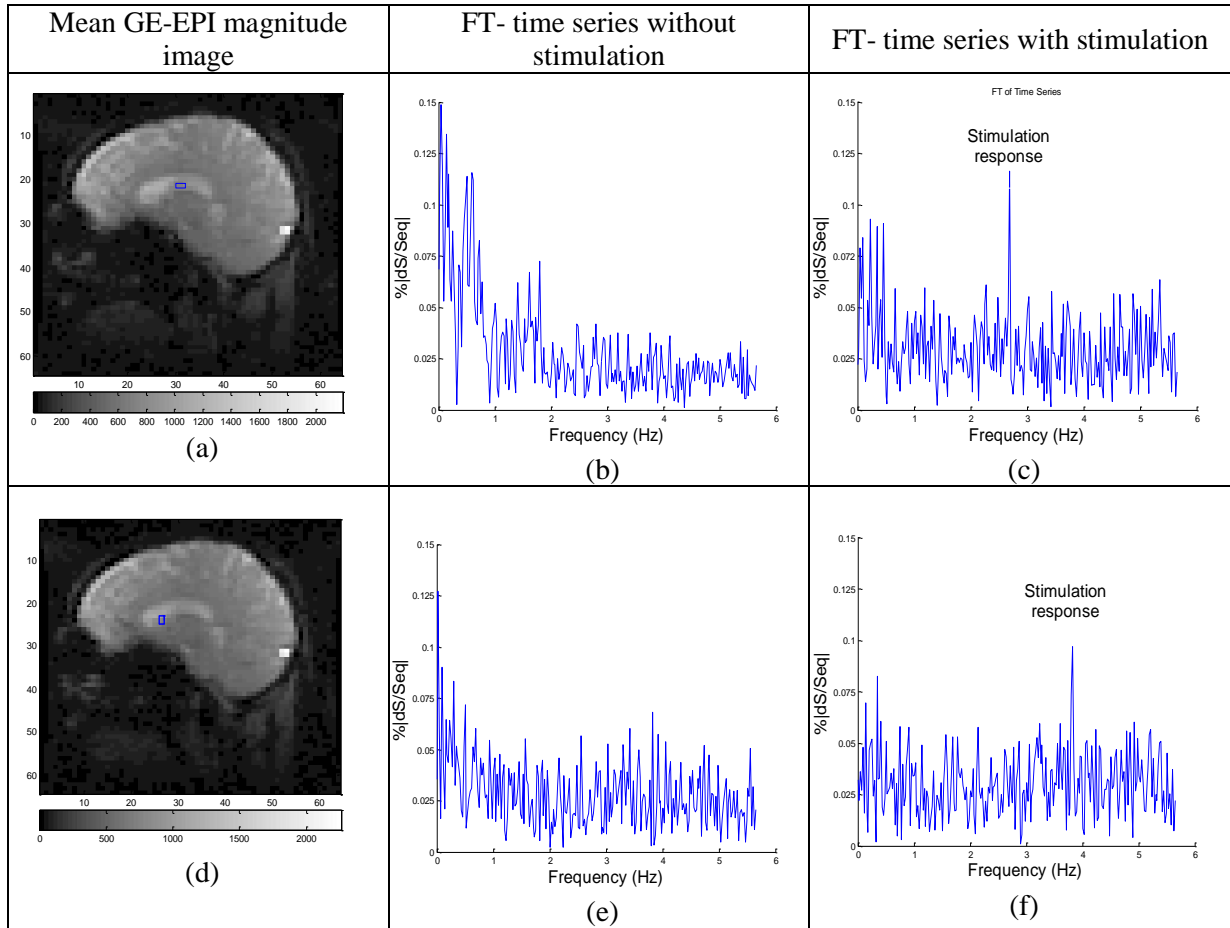 Mean GE-EPI magnitude
image
FT- time series without
stimulation
FT- time series with stimulation
10
20
30
40
50
60
10 20 30 40 50 60
0 200 400 600 800 1000 1200 1400 1600 1800 2000
(a)
0.15
0.125
0.1
0.075
0.05
0.025
0
%|dS/Seq|
0 1 2 3 4 5 6
Frequency (Hz)
(b)
FT of Time Series
Stimulation
response
0.15
0.125
0.1
0.072
0.05
0.025
0
%|dS/Seq|
0 1 2 3 4 5 6
Frequency (Hz)
(c)
10
20
30
40
50
60
10 20 30 40 50 60
0 500 1000 1500 2000
(d)
0.15
0.125
0.1
0.075
0.05
0.025
0
%|dS/Seq|
0 1 2 3 4 5 6
Frequency (Hz)
(e)
Stimulation
response
0.15
0.125
0.1
0.075
0.05
0.025
0
%|dS/Seq|
0 1 2 3 4 5 6
Frequency (Hz)
(f)